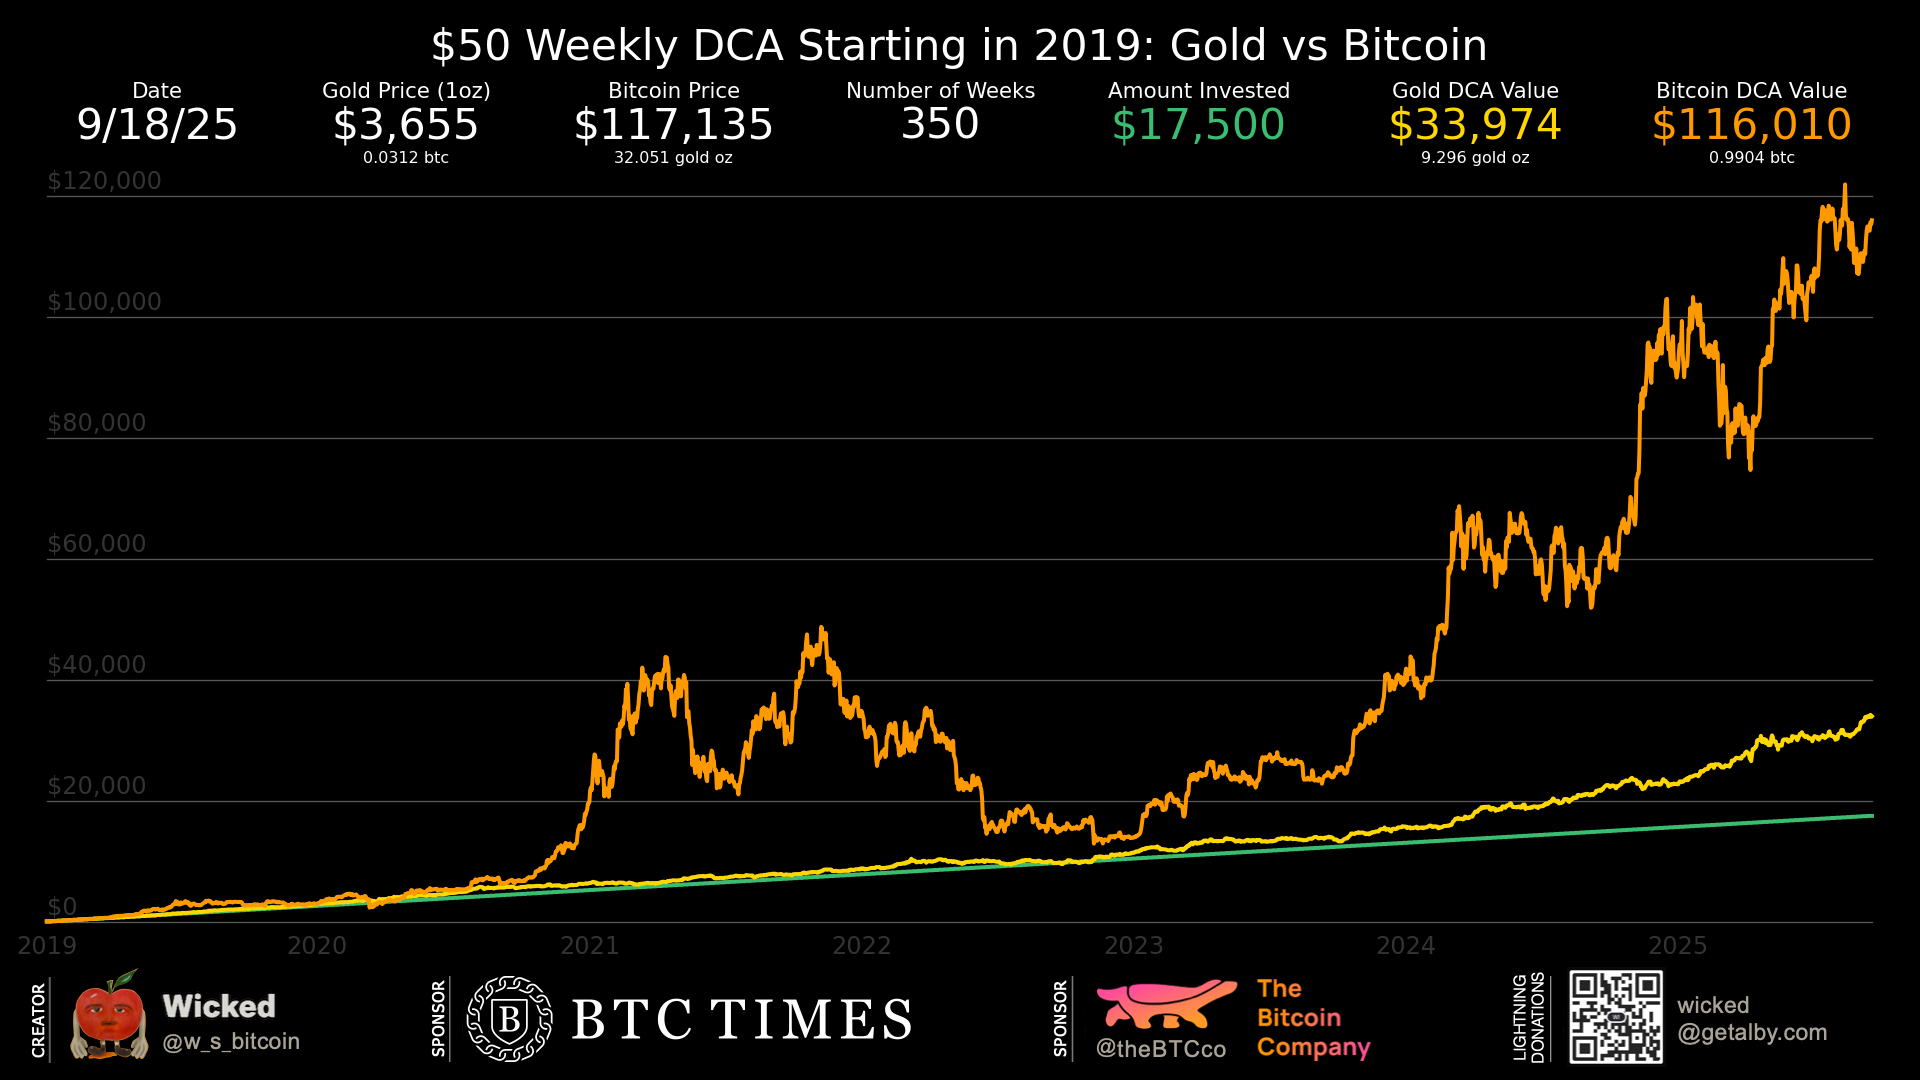 $50 Weekly DCA Starting in 2019: Gold vs Bitcoin
Date
9/18/25
Gold Price (1oz)
$3,655
0.0312 btc
Bitcoin Price
$117,135
32.051 gold oz
Number of Weeks
350
Amount Invested
$17,500
Gold DCA Value
$33,974
9.296 gold oz
Bitcoin DCA Value
$116,010
0.9904 btc
$120,000
$100,000
$80,000
$60,000
$40,000
$20,000
$0
2019
2020
2021
2022
2023
2024
2025
CREATOR
Wicked
@w_s_bitcoin
SPONSOR
B
BTC TIMES
SPONSOR
@theBTCco
The
Bitcoin
Company
LIGHTNING
DONATIONS
wicked
@getalby.com